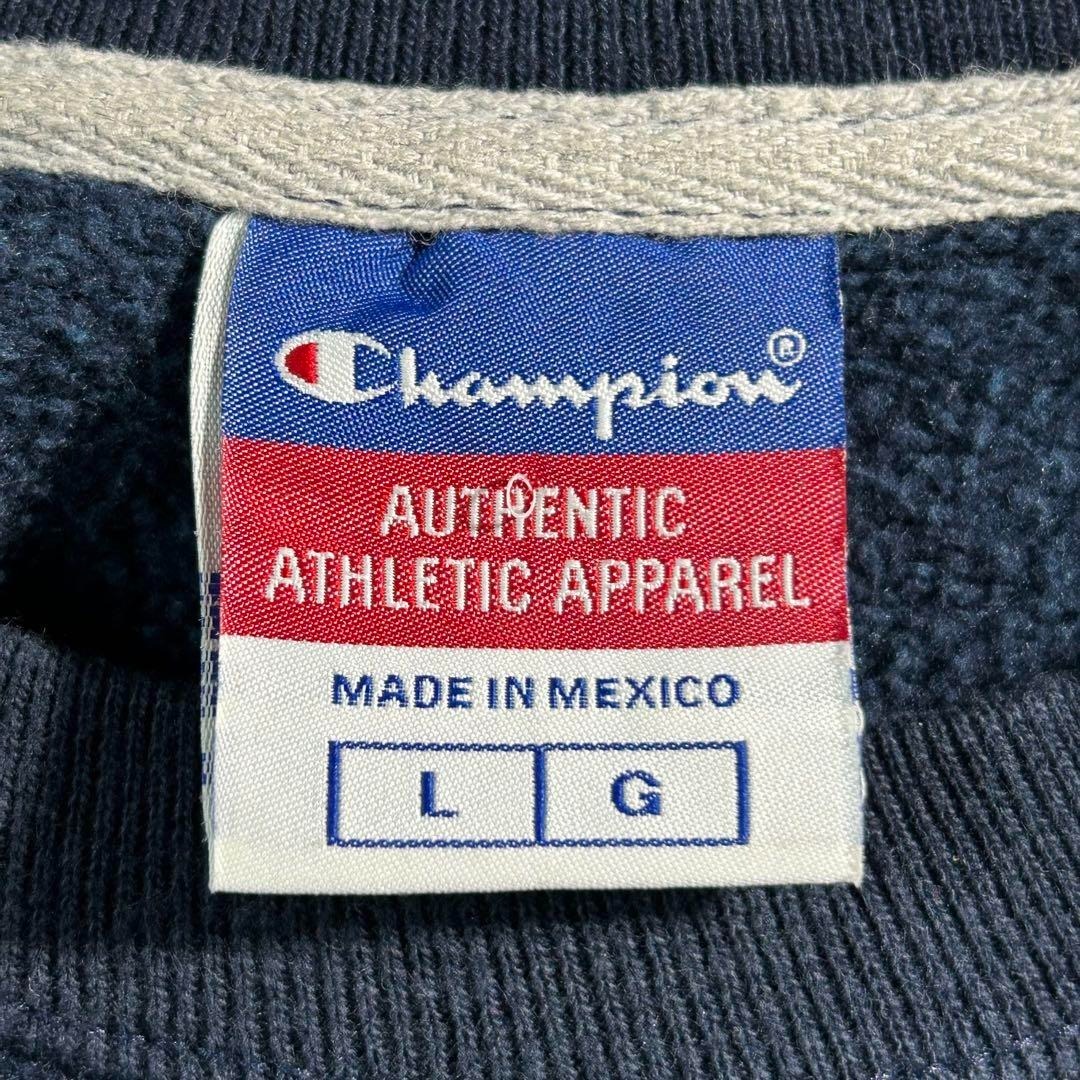 Champion®
AUTHENTIC
ATHLETIC APPAREL
MADE IN MEXICO
L G